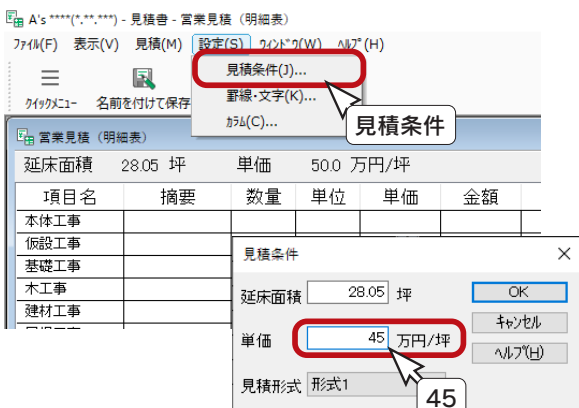 A's ****(*.**.***) - 見積書 - 営業見積（明細表）
ファイル(F) 表示(V) 見積(M) 設定(S) ウィンドウ(W) ヘルプ(H)
見積条件(J)...
罫線・文字(K)...
カラム(C)...
クイックメニュー 名前を付けて保存
見積条件
営業見積（明細表）
延床面積 28.05 坪 単価 50.0 万円/坪
項目名 摘要 数量 単位 単価 金額
本体工事
仮設工事
基礎工事
木工事
建材工事
見積条件
延床面積 28.05 坪 OK
キャンセル
単価 45 万円/坪
ヘルプ(H)
見積形式 形式1
45